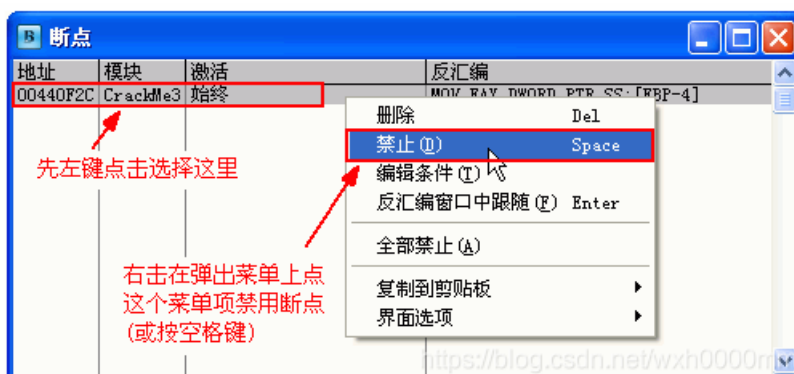 B 断点
地址 模块 激活 反汇编
00440F2C CrackMe3 始终 MOV EAX,DWORD PTR SS:[EBP-4]
删除 Del
禁止(D) Space
编辑条件(T)
反汇编窗口中跟随(F) Enter
全部禁止(A)
复制到剪贴板
界面选项
先左键点击选择这里
右击在弹出菜单上点
这个菜单项禁用断点
(或按空格键)
https://blog.csdn.net/wxh0000m